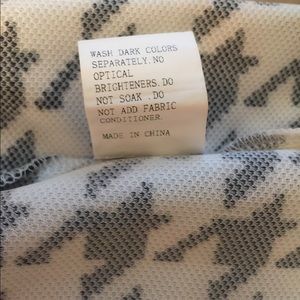 WASH DARK COLORS
SEPARATELY.NO
OPTICAL
BRIGHTENERS.DO
NOT SOAK .DO
NOT ADD FABRIC
CONDITIONER.
MADE IN CHINA